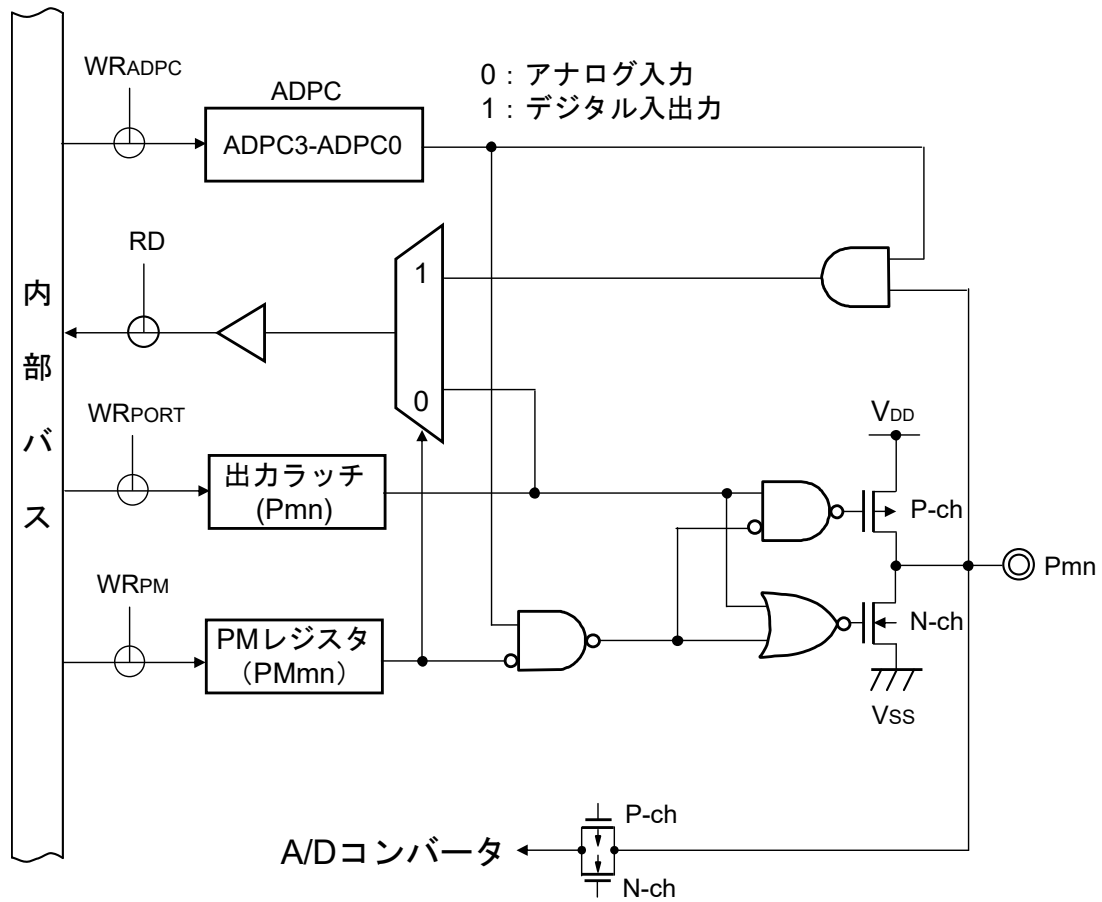 WRADPC
ADPC
ADPC3-ADPC0
0：アナログ入力
1：デジタル入出力
RD
1
0
内部バス
WRPORT
出力ラッチ
(Pmn)
VDD
P-ch
Pmn
N-ch
VSS
WRPM
PMレジスタ
（PMmn）
P-ch
A/Dコンバータ
N-ch